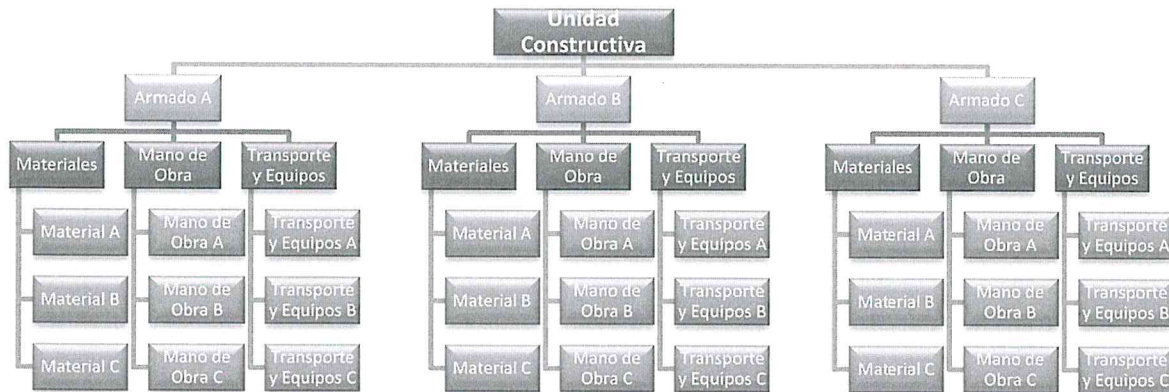 Unidad
Constructiva
Armado A
Armado B
Armado C
Materiales
Mano de
Obra
Transporte
y Equipos
Materiales
Mano de
Obra
Transporte
y Equipos
Materiales
Mano de
Obra
Transporte
y Equipos
Material A
Mano de
Obra A
Transporte
y Equipos A
Material A
Mano de
Obra A
Transporte
y Equipos A
Material A
Mano de
Obra A
Transporte
y Equipos A
Material B
Mano de
Obra B
Transporte
y Equipos B
Material B
Mano de
Obra B
Transporte
y Equipos B
Material B
Mano de
Obra B
Transporte
y Equipos B
Material C
Mano de
Obra C
Transporte
y Equipos C
Material C
Mano de
Obra C
Transporte
y Equipos C
Material C
Mano de
Obra C
Transporte
y Equipos C